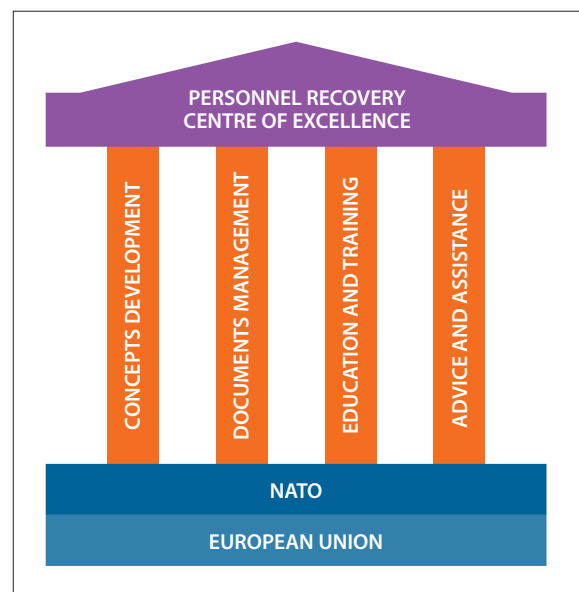 PERSONNEL RECOVERY
CENTRE OF EXCELLENCE
CONCEPTS DEVELOPMENT
DOCUMENTS MANAGEMENT
EDUCATION AND TRAINING
ADVICE AND ASSISTANCE
NATO
EUROPEAN UNION